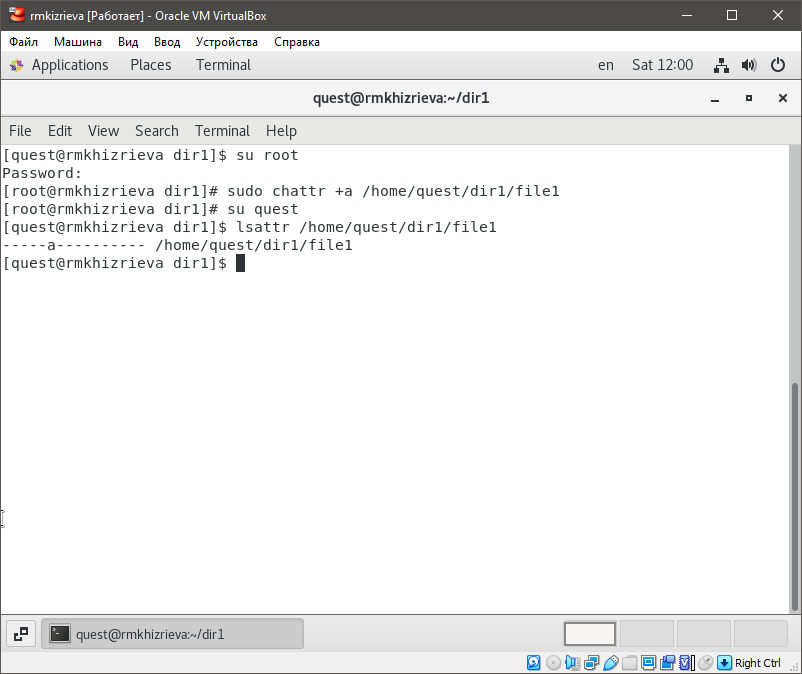 rmkizrieva [Работает] - Oracle VM VirtualBox
Файл Машина Вид Ввод Устройства Справка
Applications Places Terminal en Sat 12:00
quest@rmkhizrieva:~/dir1
File Edit View Search Terminal Help
[quest@rmkhizrieva dir1]$ su root
Password:
[root@rmkhizrieva dir1]# sudo chattr +a /home/quest/dir1/file1
[root@rmkhizrieva dir1]# su quest
[quest@rmkhizrieva dir1]$ lsattr /home/quest/dir1/file1
-----a---------- /home/quest/dir1/file1
[quest@rmkhizrieva dir1]$
quest@rmkhizrieva:~/dir1
Right Ctrl